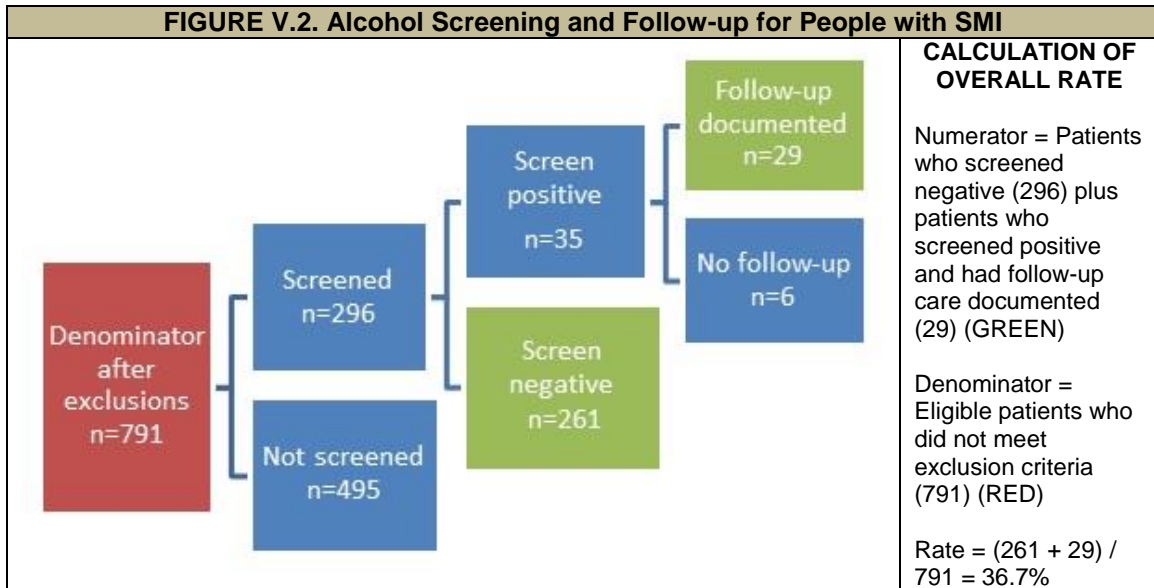 FIGURE V.2. Alcohol Screening and Follow-up for People with SMI
Denominator
after
exclusions
n=791
Screened
n=296
Not screened
n=495
Screen
positive
n=35
Screen
negative
n=261
Follow-up
documented
n=29
No follow-up
n=6
CALCULATION OF
OVERALL RATE
Numerator = Patients
who screened
negative (296) plus
patients who
screened positive
and had follow-up
care documented
(29) (GREEN)
Denominator =
Eligible patients who
did not meet
exclusion criteria
(791) (RED)
Rate = (261 + 29) /
791 = 36.7%